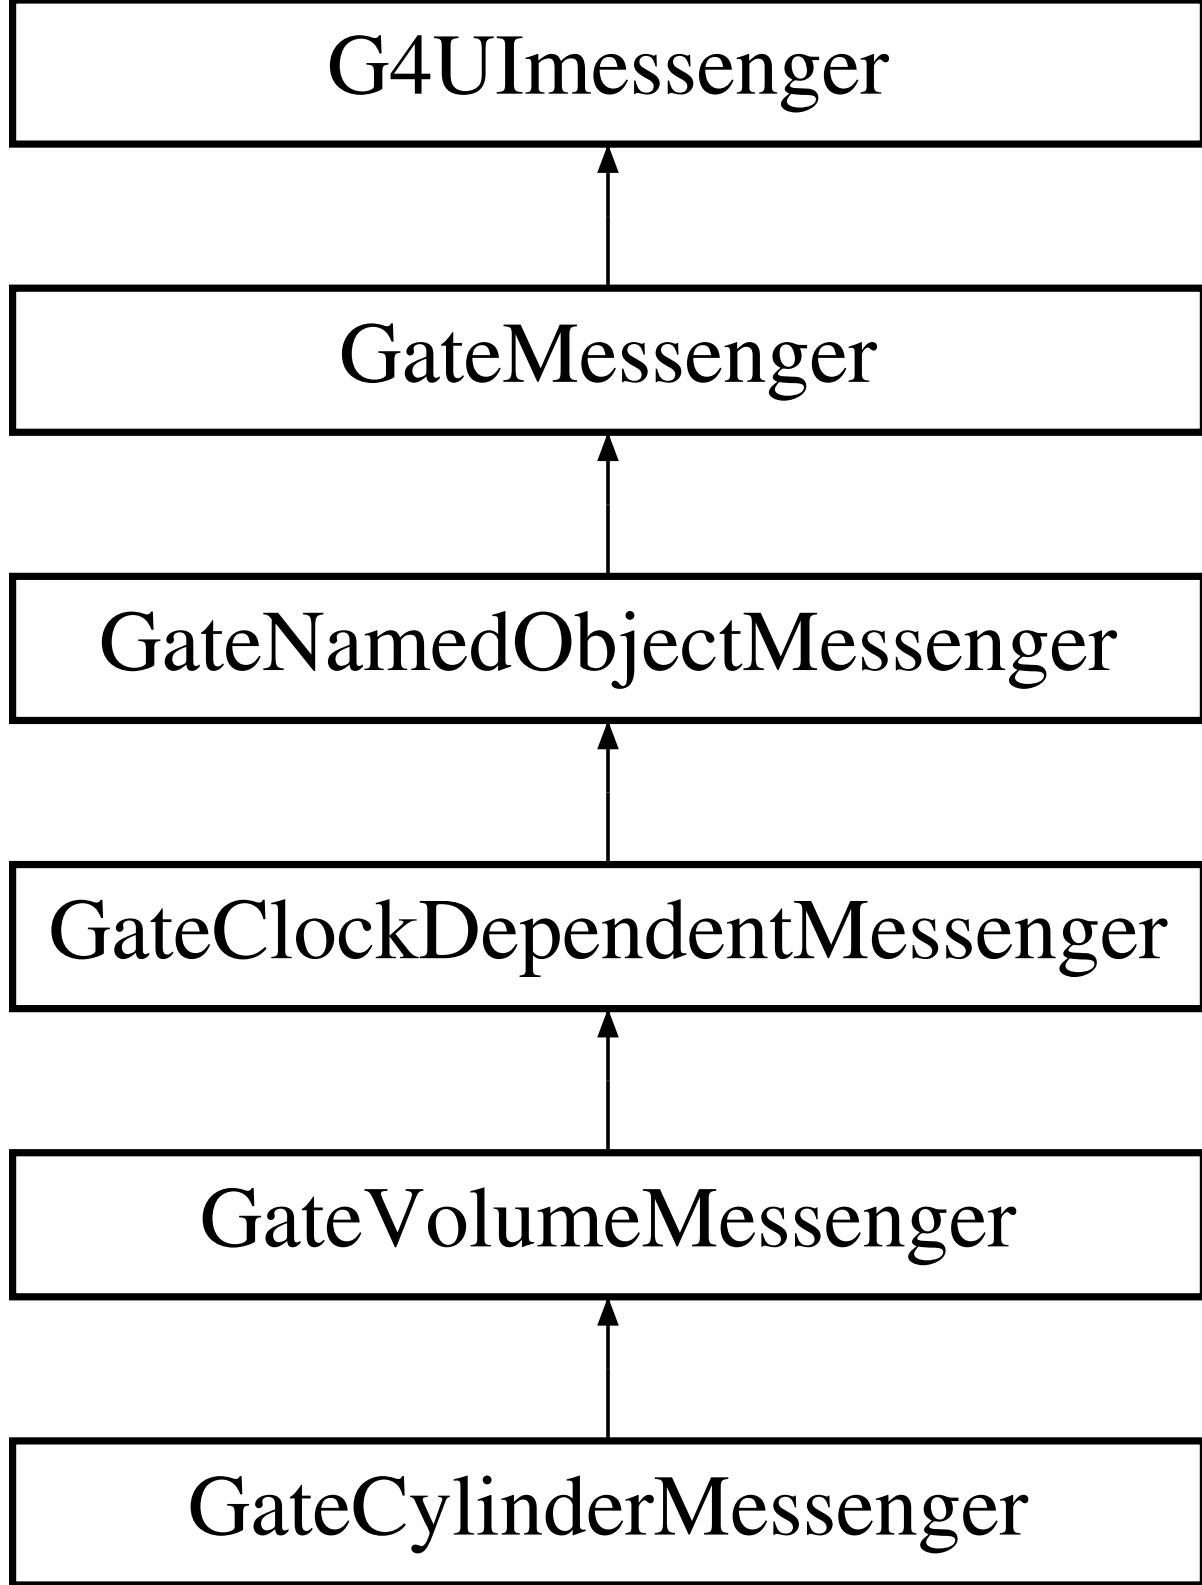 G4UImessenger
GateMessenger
GateNamedObjectMessenger
GateClockDependentMessenger
GateVolumeMessenger
GateCylinderMessenger